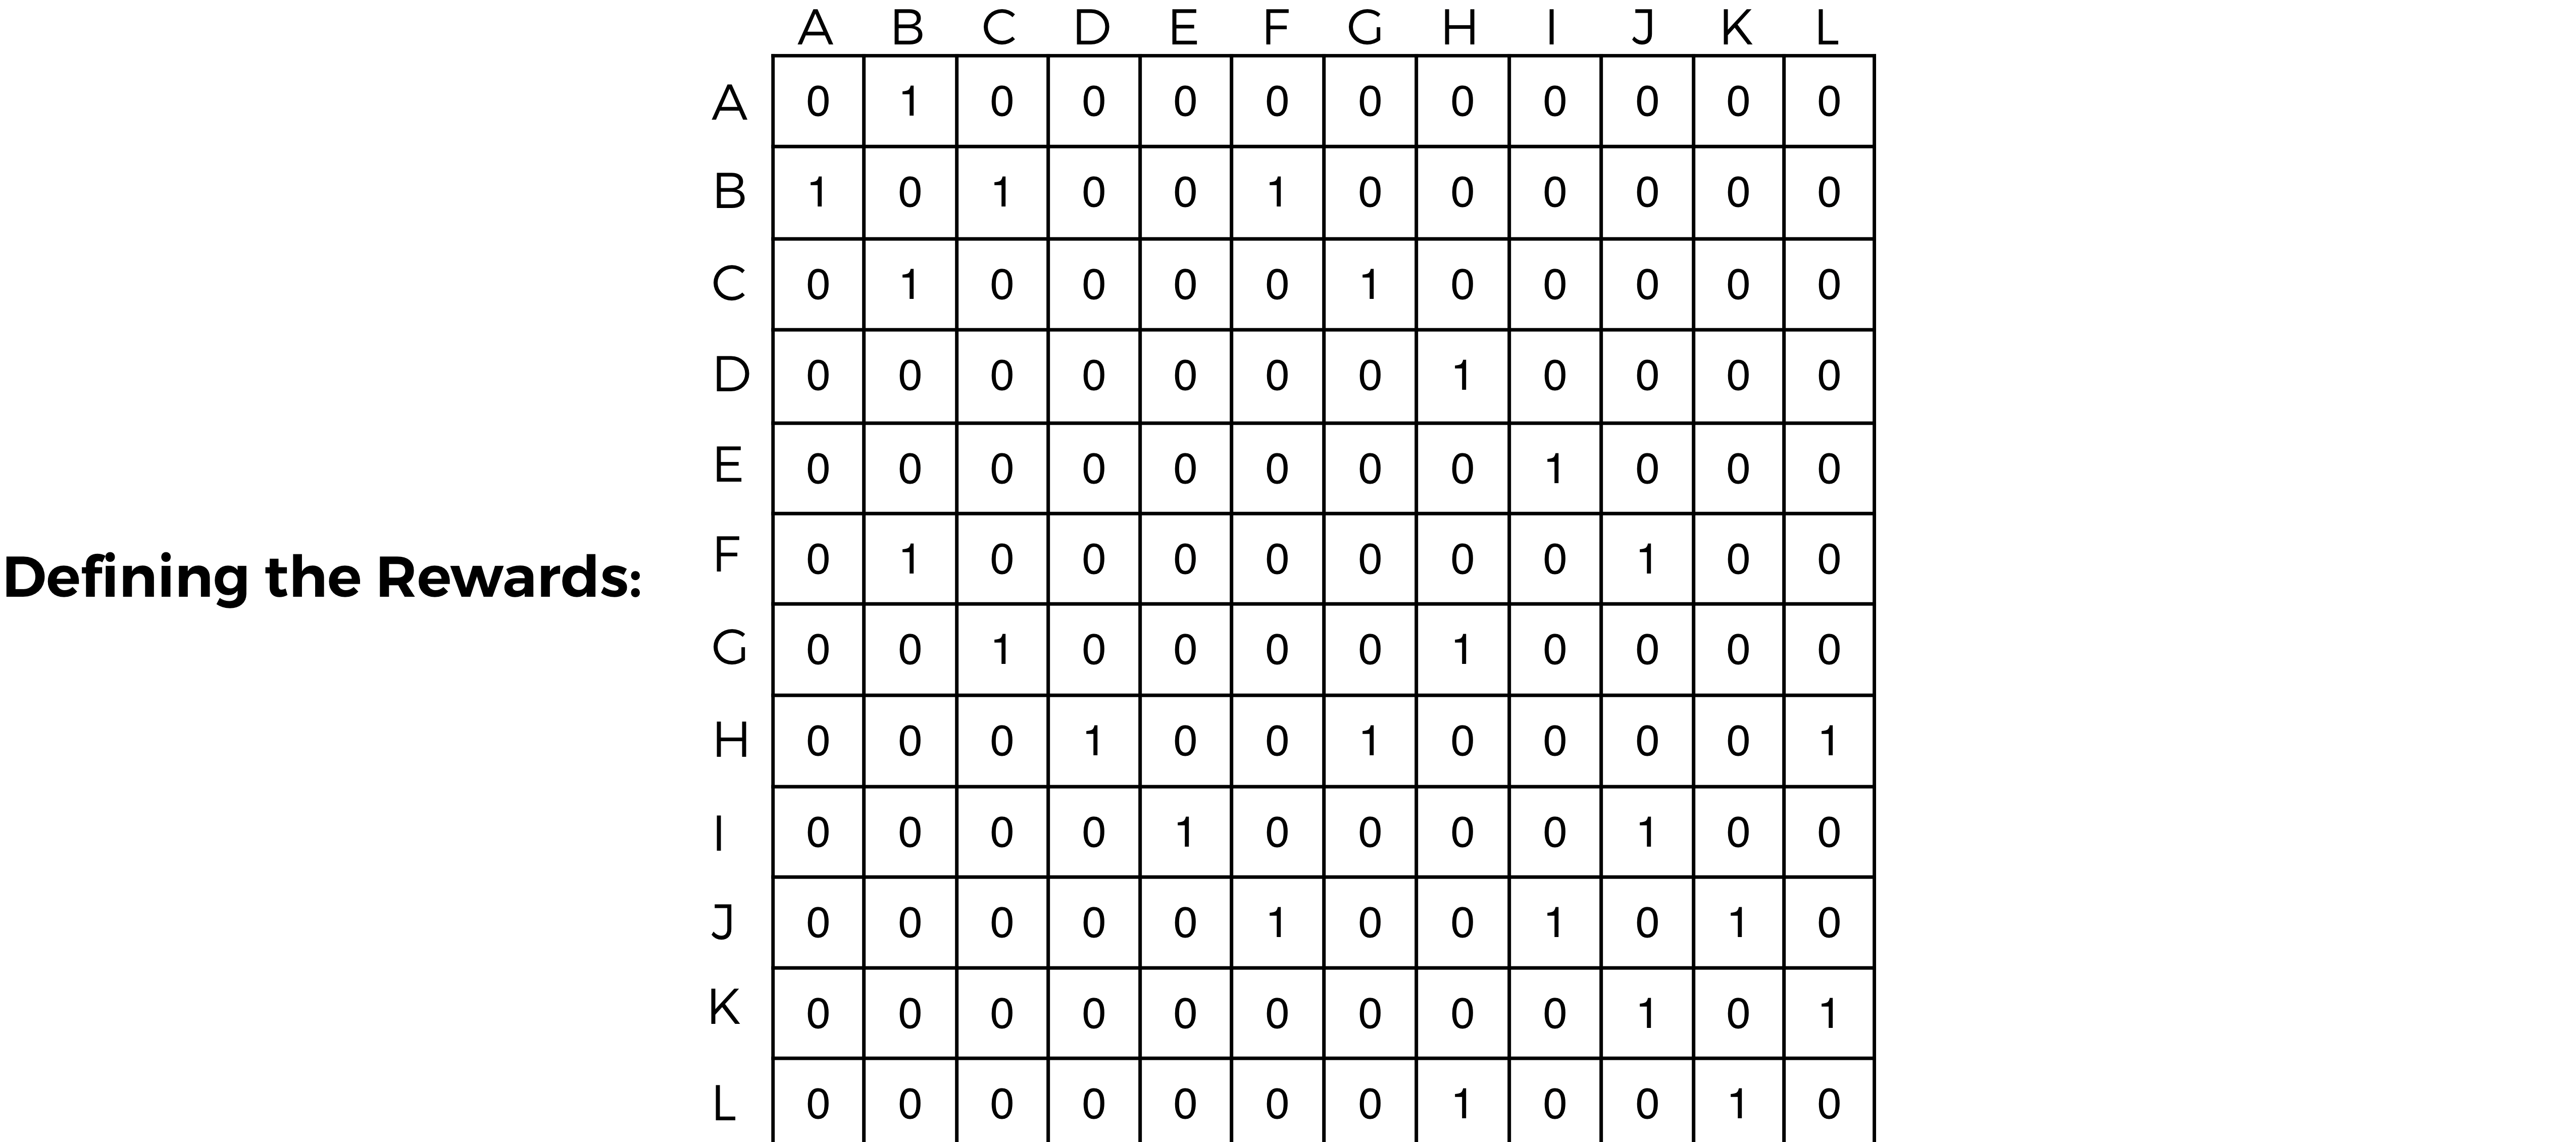 A B C D E F G H I J K L
A 0 1 0 0 0 0 0 0 0 0 0 0
B 1 0 1 0 0 1 0 0 0 0 0 0
C 0 1 0 0 0 0 1 0 0 0 0 0
D 0 0 0 0 0 0 0 1 0 0 0 0
E 0 0 0 0 0 0 0 0 1 0 0 0
Defining the Rewards:
F 0 1 0 0 0 0 0 0 0 1 0 0
G 0 0 1 0 0 0 0 1 0 0 0 0
H 0 0 0 1 0 0 1 0 0 0 0 1
I 0 0 0 0 1 0 0 0 0 1 0 0
J 0 0 0 0 0 1 0 0 1 0 1 0
K 0 0 0 0 0 0 0 0 0 1 0 1
L 0 0 0 0 0 0 0 1 0 0 1 0